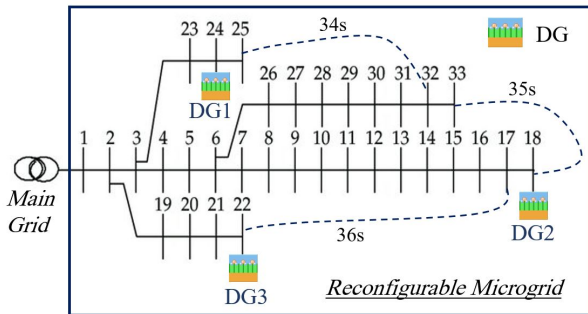 23 24 25
34s
DG
DG1
26 27 28 29 30 31 32 33
35s
1 2 3 4 5 6 7 8 9 10 11 12 13 14 15 16 17 18
Main
Grid
19 20 21 22
36s
DG2
DG3
Reconfigurable Microgrid